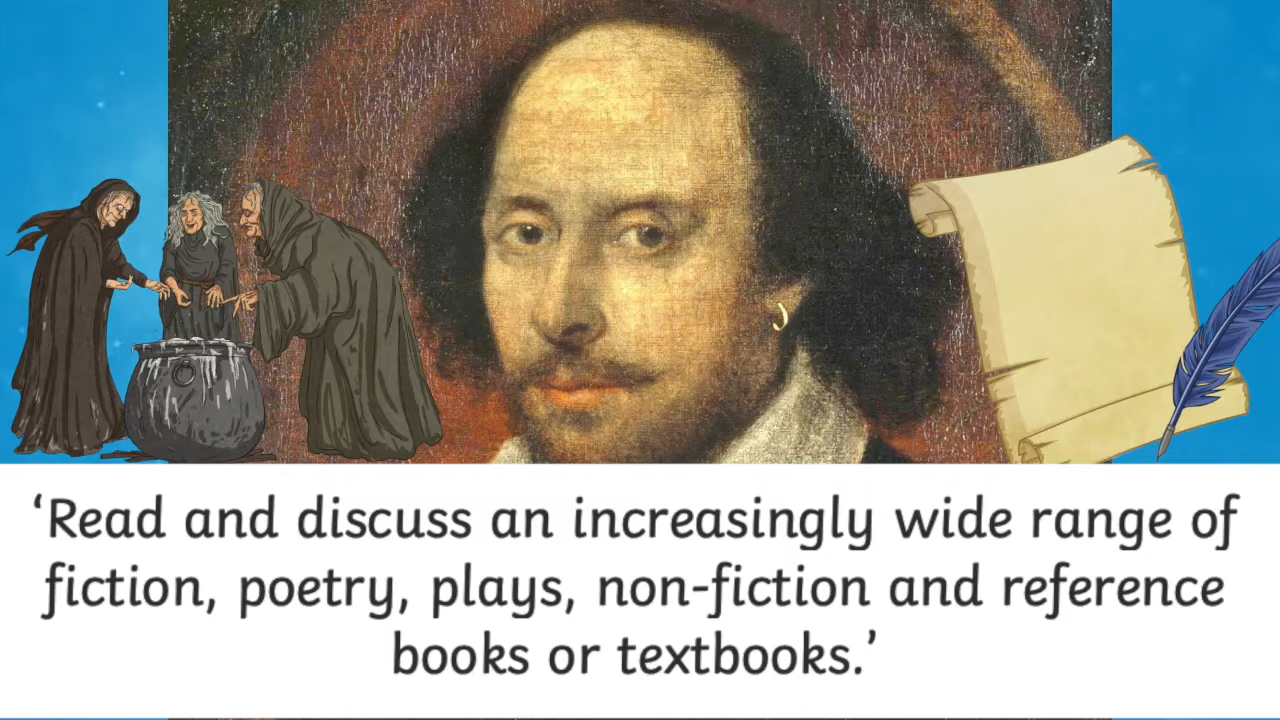 ‘Read and discuss an increasingly wide range of
fiction, poetry, plays, non-fiction and reference
books or textbooks.’